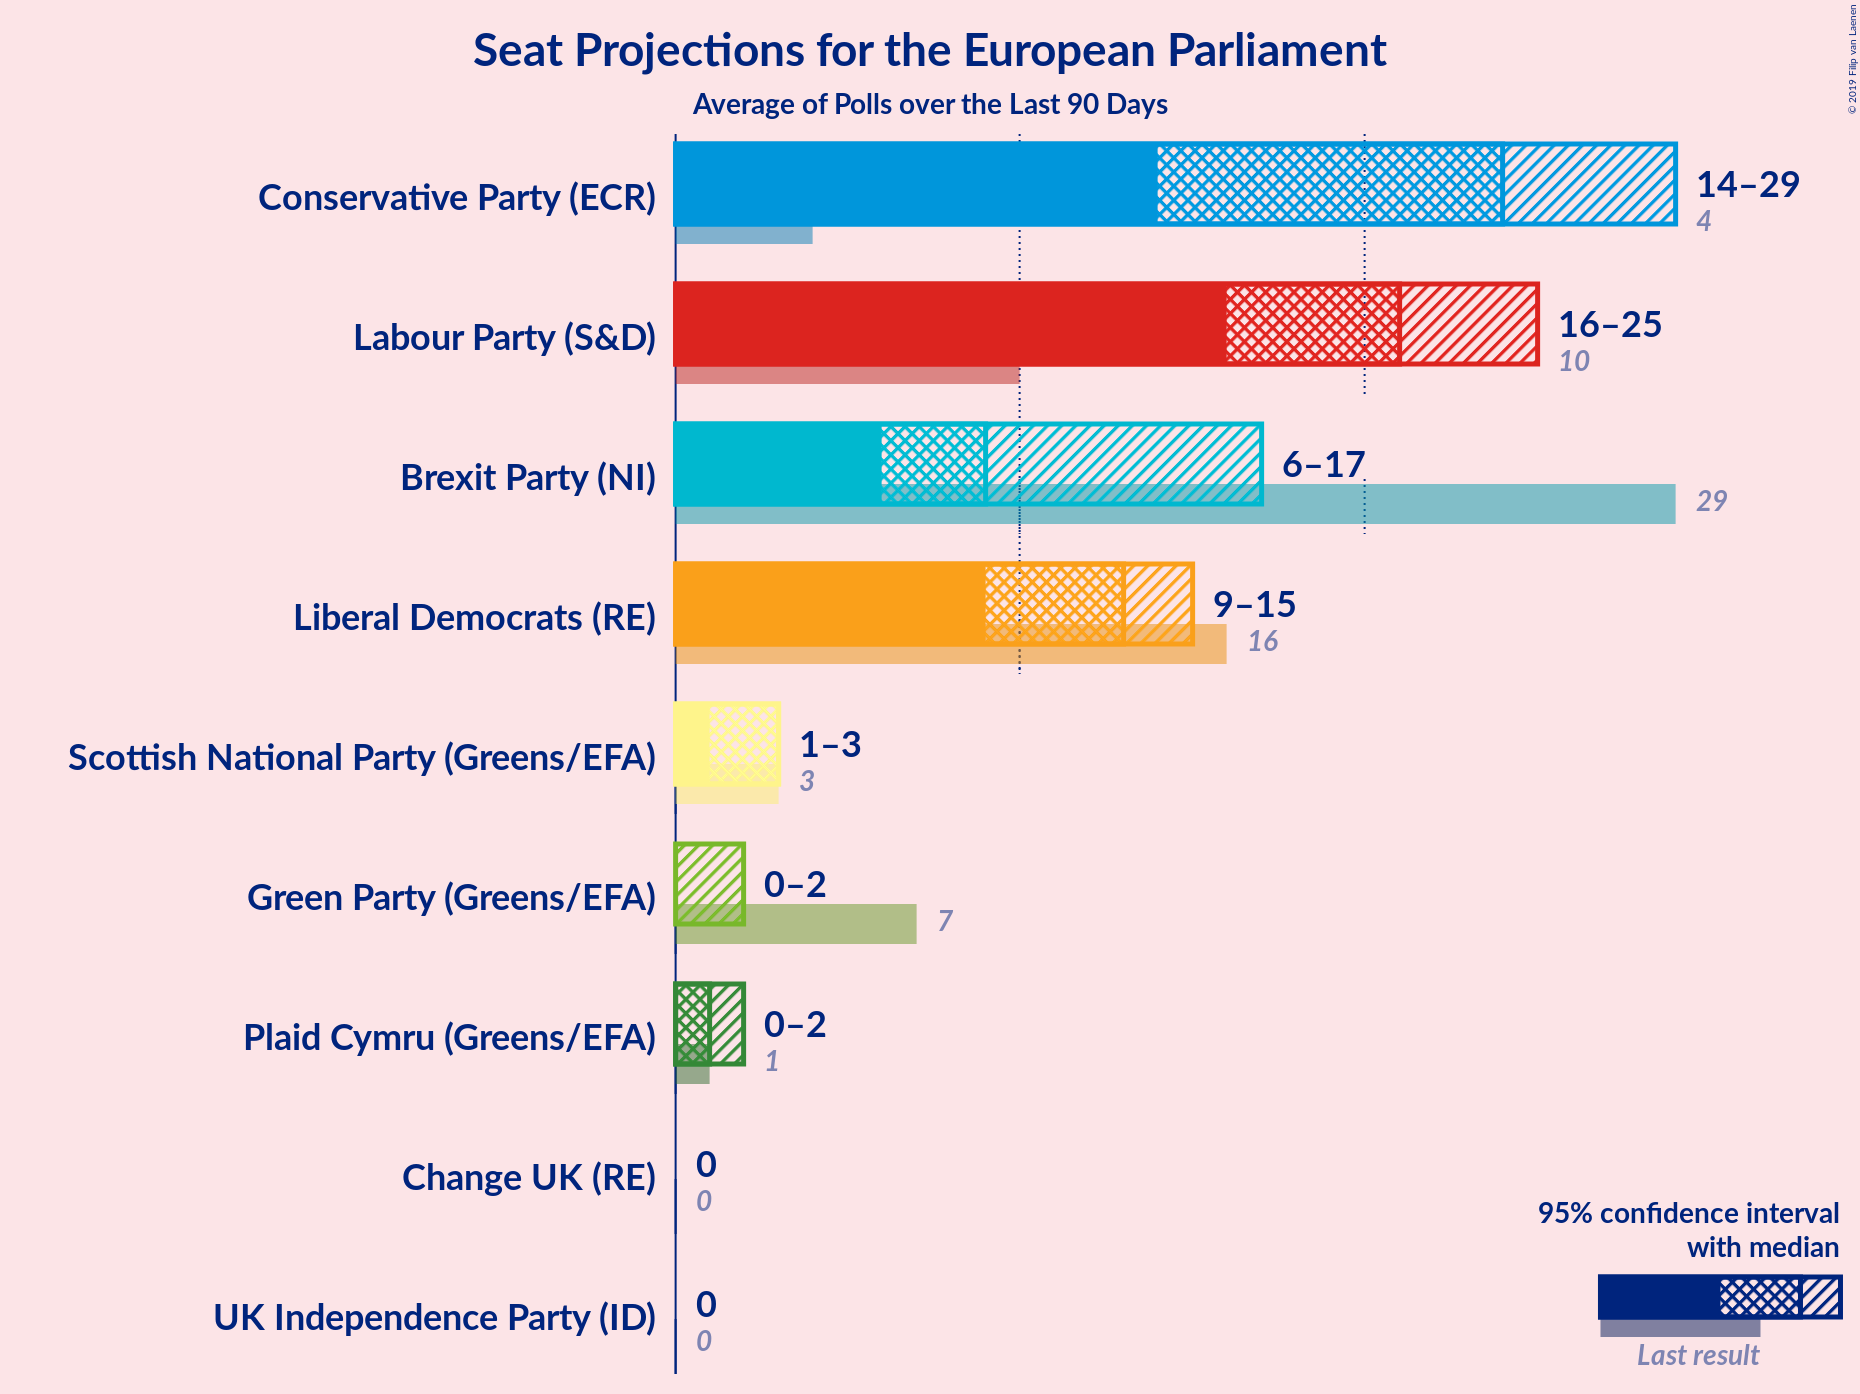 Seat Projections for the European Parliament
Average of Polls over the Last 90 Days
© 2019 Filip van Laenen
Conservative Party (ECR)
14–29
4
Labour Party (S&D)
16–25
10
Brexit Party (NI)
6–17
29
Liberal Democrats (RE)
9–15
16
Scottish National Party (Greens/EFA)
1–3
3
Green Party (Greens/EFA)
0–2
7
Plaid Cymru (Greens/EFA)
0–2
1
Change UK (RE)
0
0
UK Independence Party (ID)
0
0
95% confidence interval
with median
Last result